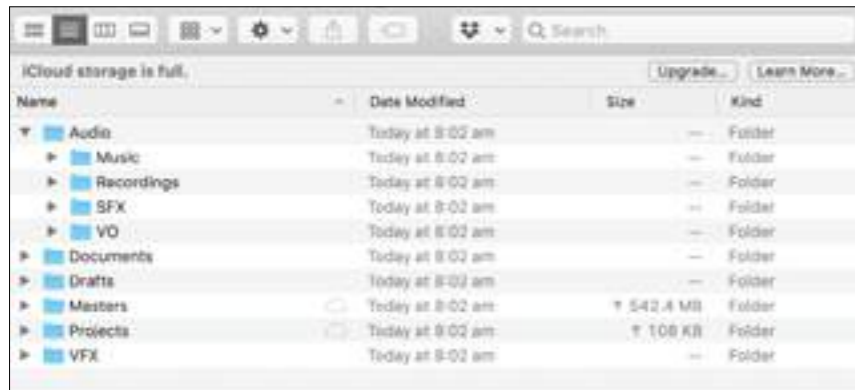 Search
iCloud storage is full. Upgrade... Learn More...
Name Date Modified Size Kind
Audio Today at 8:02 am -- Folder
Music Today at 8:02 am -- Folder
Recordings Today at 8:02 am -- Folder
SFX Today at 8:02 am -- Folder
VO Today at 8:02 am -- Folder
Documents Today at 8:02 am -- Folder
Drafts Today at 8:02 am -- Folder
Masters Today at 8:02 am ↑ 542.4 MB Folder
Projects Today at 8:02 am ↑ 108 KB Folder
VFX Today at 8:02 am -- Folder